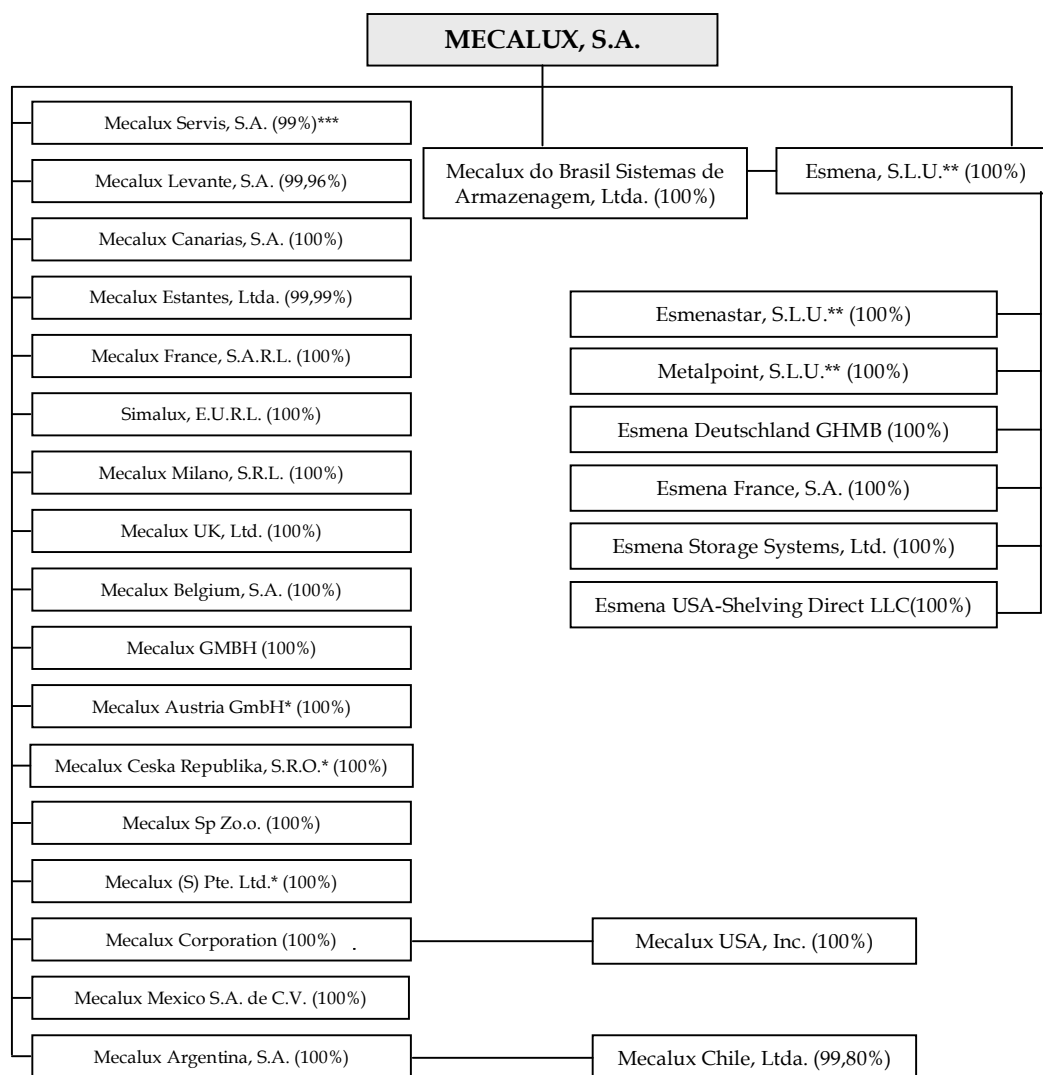 MECALUX, S.A.
Mecalux Servis, S.A. (99%)***
Mecalux Levante, S.A. (99,96%)
Mecalux Canarias, S.A. (100%)
Mecalux Estantes, Ltda. (99,99%)
Mecalux France, S.A.R.L. (100%)
Simalux, E.U.R.L. (100%)
Mecalux Milano, S.R.L. (100%)
Mecalux UK, Ltd. (100%)
Mecalux Belgium, S.A. (100%)
Mecalux GMBH (100%)
Mecalux Austria GmbH* (100%)
Mecalux Ceska Republika, S.R.O.* (100%)
Mecalux Sp Zo.o. (100%)
Mecalux (S) Pte. Ltd.* (100%)
Mecalux Corporation (100%) .
Mecalux Mexico S.A. de C.V. (100%)
Mecalux Argentina, S.A. (100%)
Mecalux do Brasil Sistemas de
Armazenagem, Ltda. (100%)
Esmena, S.L.U.** (100%)
Esmenastar, S.L.U.** (100%)
Metalpoint, S.L.U.** (100%)
Esmena Deutschland GHMB (100%)
Esmena France, S.A. (100%)
Esmena Storage Systems, Ltd. (100%)
Esmena USA-Shelving Direct LLC(100%)
Mecalux USA, Inc. (100%)
Mecalux Chile, Ltda. (99,80%)